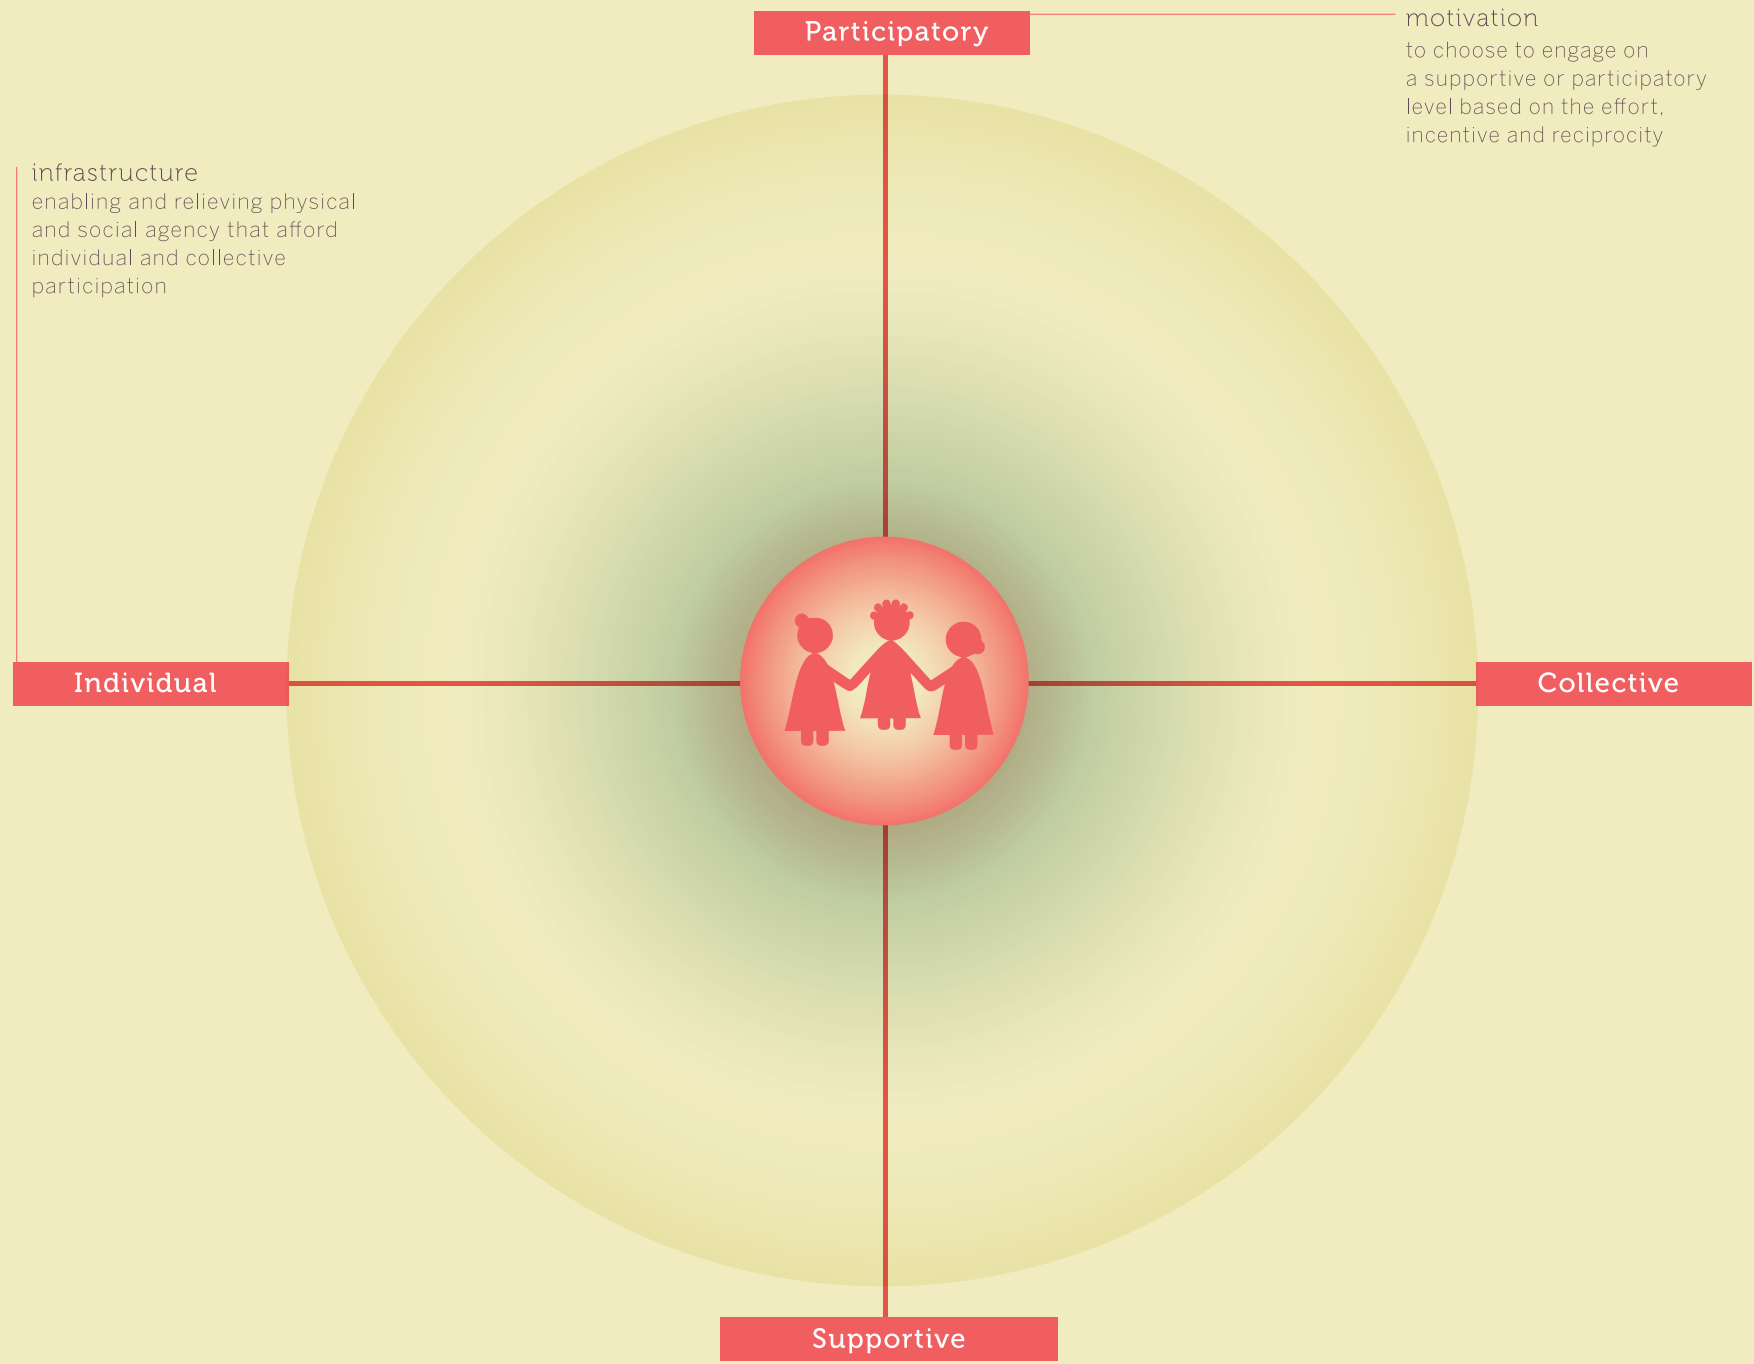 Participatory
motivation
to choose to engage on
a supportive or participatory
level based on the effort,
incentive and reciprocity
infrastructure
enabling and relieving physical
and social agency that afford
individual and collective
participation
Individual
Collective
Supportive